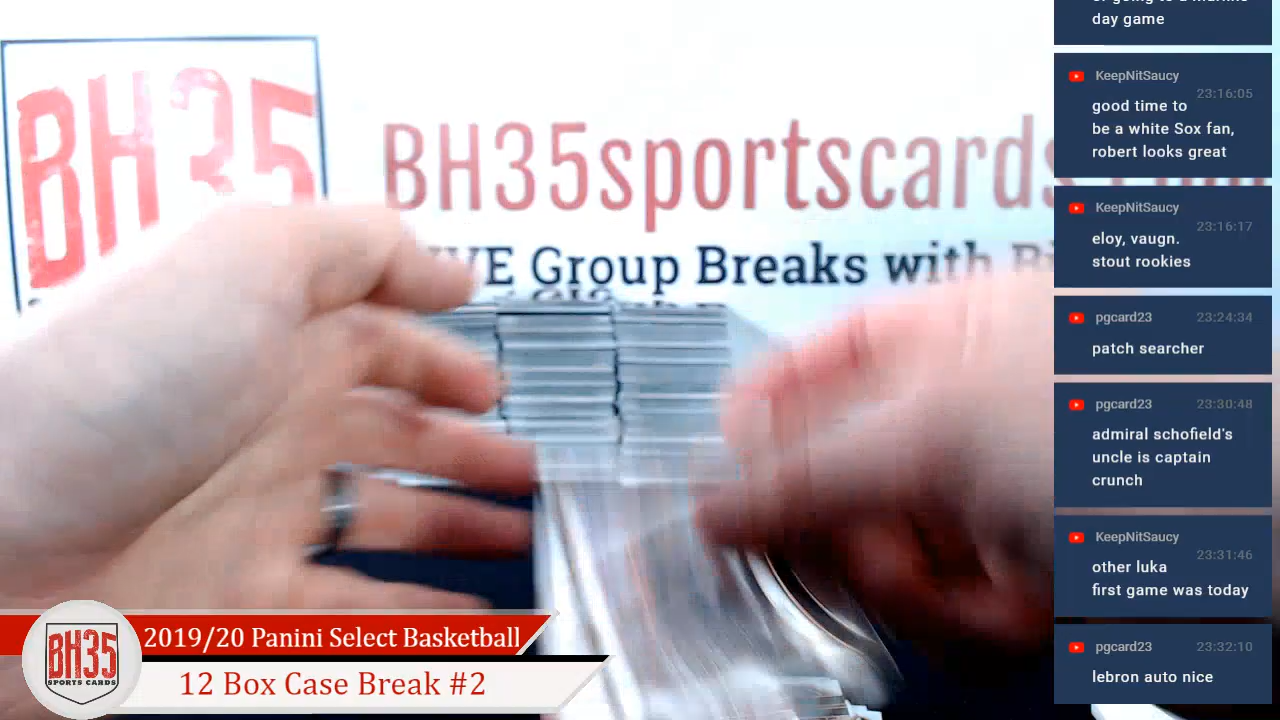 BH35
BH35sportscards
LIVE Group Breaks with
day game
KeepNitSaucy
23:16:05
good time to
be a white Sox fan,
robert looks great
KeepNitSaucy
23:16:17
eloy, vaugn.
stout rookies
pgcard23 23:24:34
patch searcher
pgcard23 23:30:48
admiral schofield's
uncle is captain
crunch
KeepNitSaucy
23:31:46
other luka
first game was today
pgcard23 23:32:10
lebron auto nice
BH35
SPORTS CARDS
2019/20 Panini Select Basketball
12 Box Case Break #2